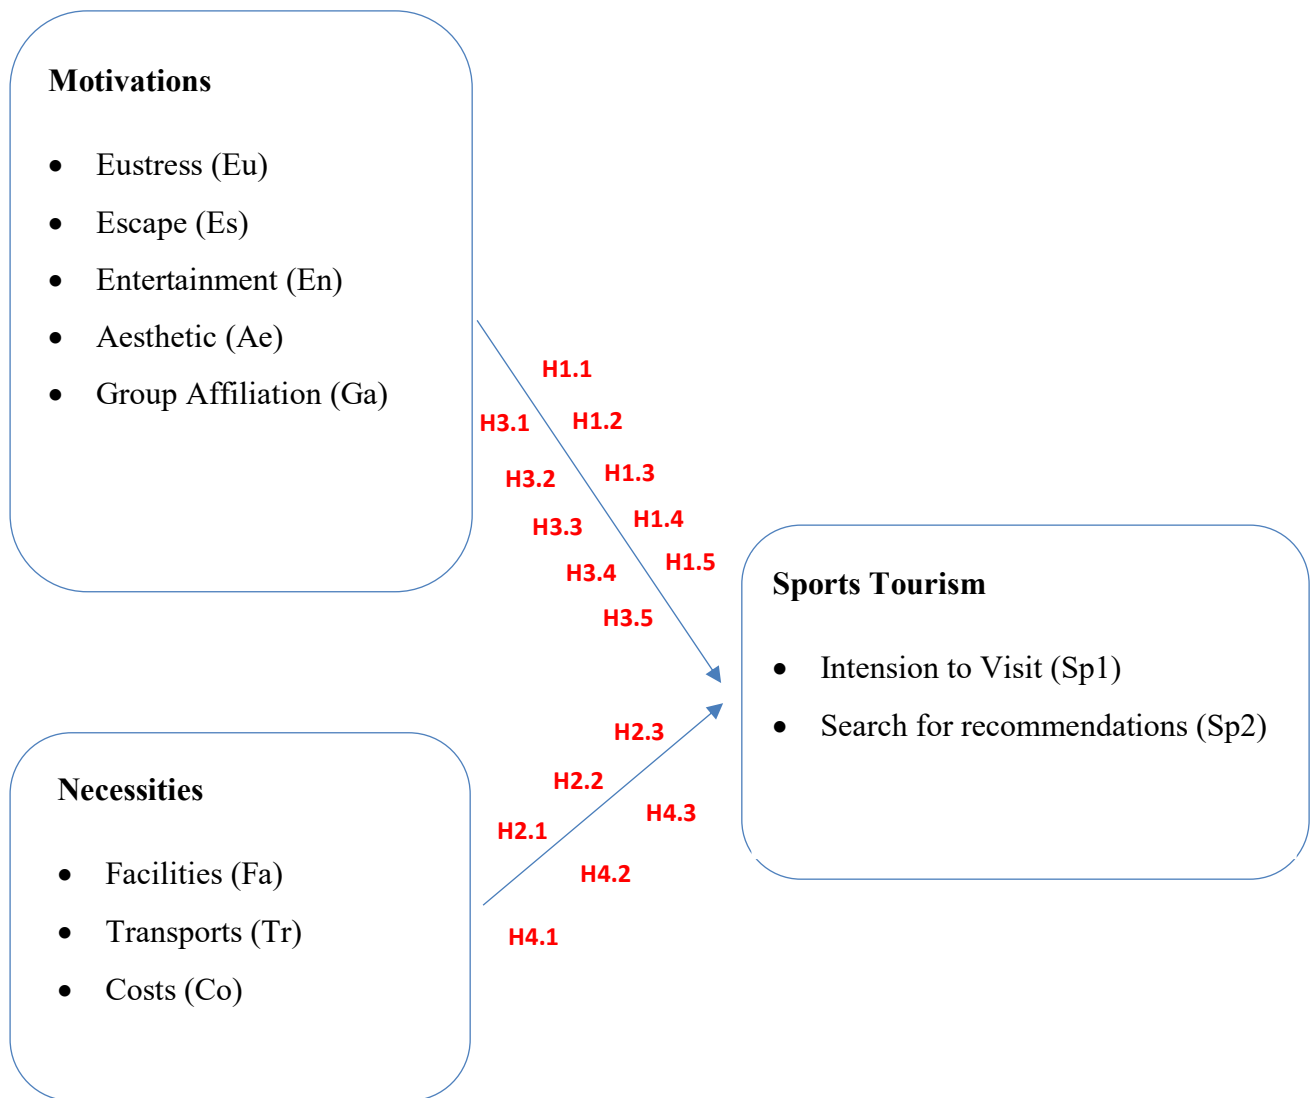 Motivations
• Eustress (Eu)
• Escape (Es)
• Entertainment (En)
• Aesthetic (Ae)
• Group Affiliation (Ga)
H1.1
H3.1
H1.2
H3.2
H1.3
H3.3
H1.4
H3.4
H1.5
H3.5
Sports Tourism
• Intension to Visit (Sp1)
• Search for recommendations (Sp2)
H2.3
H2.2
H4.3
H2.1
H4.2
H4.1
Necessities
• Facilities (Fa)
• Transports (Tr)
• Costs (Co)